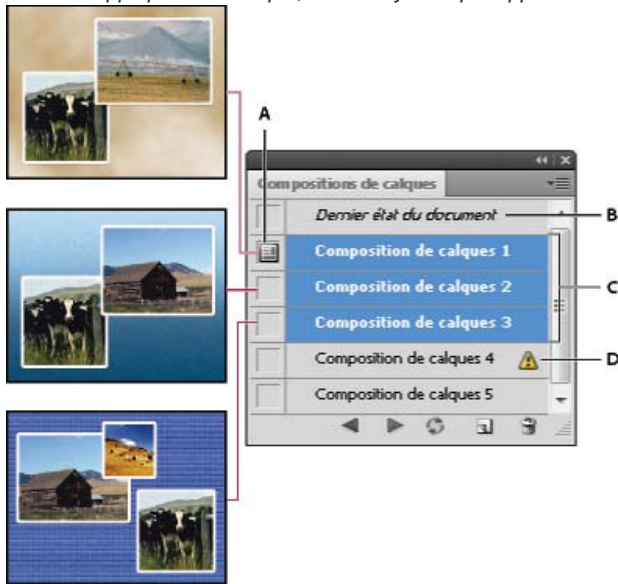 A
Compositions de calques
Dernier état du document
B
Composition de calques 1
Composition de calques 2
C
Composition de calques 3
Composition de calques 4
D
Composition de calques 5